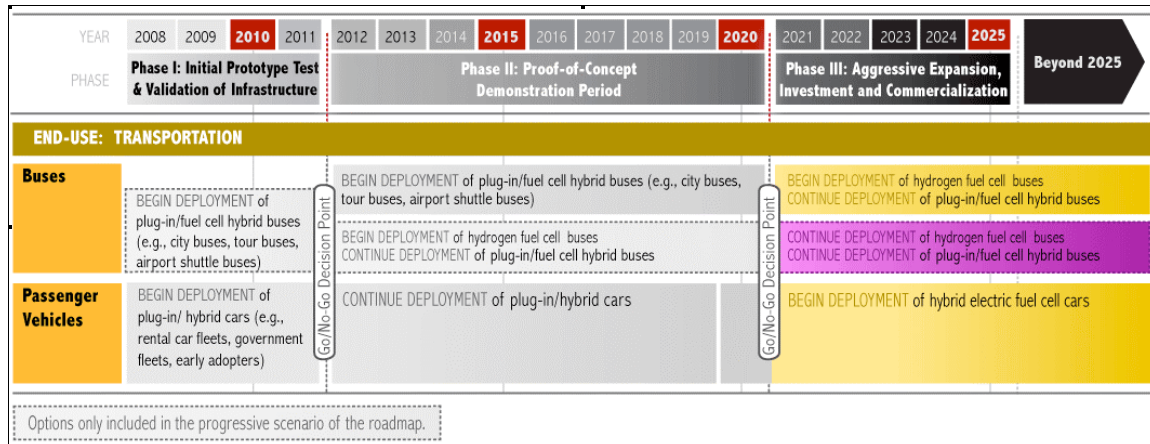 YEAR
2008 2009 2010 2011 2012 2013 2014 2015 2016 2017 2018 2019 2020 2021 2022 2023 2024 2025
Beyond 2025
PHASE
Phase I: Initial Prototype Test
& Validation of Infrastructure
Phase II: Proof-of-Concept
Demonstration Period
Phase III: Aggressive Expansion,
Investment and Commercialization
END-USE: TRANSPORTATION
Buses
BEGIN DEPLOYMENT of
plug-in/fuel cell hybrid buses
(e.g., city buses, tour buses,
airport shuttle buses)
Go/No-Go Decision Point
BEGIN DEPLOYMENT of plug-in/fuel cell hybrid buses (e.g., city buses,
tour buses, airport shuttle buses)
BEGIN DEPLOYMENT of hydrogen fuel cell buses
CONTINUE DEPLOYMENT of plug-in/fuel cell hybrid buses
Go/No-Go Decision Point
BEGIN DEPLOYMENT of hydrogen fuel cell buses
CONTINUE DEPLOYMENT of plug-in/fuel cell hybrid buses
CONTINUE DEPLOYMENT of hydrogen fuel cell buses
CONTINUE DEPLOYMENT of plug-in/fuel cell hybrid buses
Passenger
Vehicles
BEGIN DEPLOYMENT of
plug-in/ hybrid cars (e.g.,
rental car fleets, government
fleets, early adopters)
CONTINUE DEPLOYMENT of plug-in/hybrid cars
BEGIN DEPLOYMENT of hybrid electric fuel cell cars
Options only included in the progressive scenario of the roadmap.